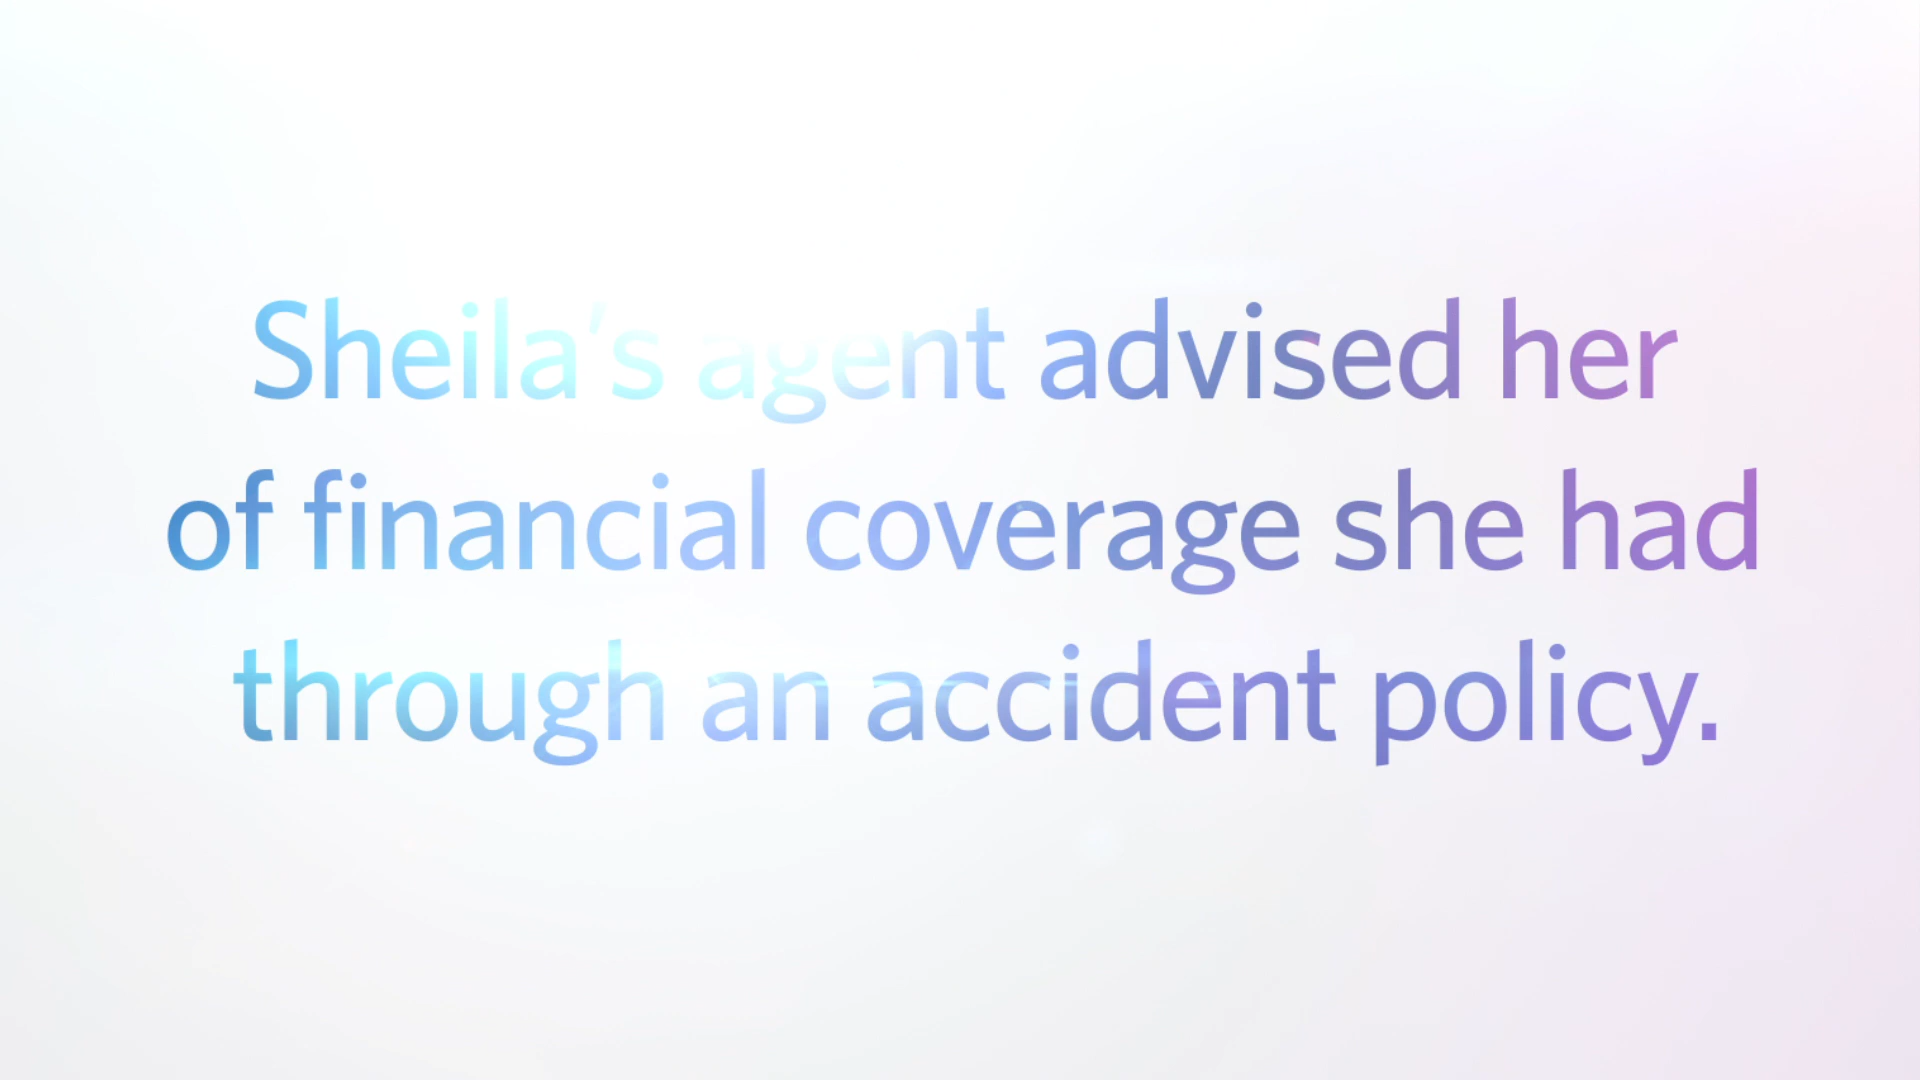 Sheila's agent advised her
of financial coverage she had
through an accident policy.